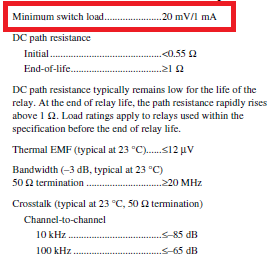 Minimum switch load.....................20 mV/1 mA
DC path resistance
Initial........................................<0.55 Ω
End-of-life.................................≥1 Ω
DC path resistance typically remains low for the life of the
relay. At the end of relay life, the path resistance rapidly rises
above 1 Ω. Load ratings apply to relays used within the
specification before the end of relay life.
Thermal EMF (typical at 23 °C)......≤12 µV
Bandwidth (–3 dB, typical at 23 °C)
50 Ω termination ...........................≥20 MHz
Crosstalk (typical at 23 °C, 50 Ω termination)
Channel-to-channel
10 kHz ..................................≤–85 dB
100 kHz ................................≤–65 dB